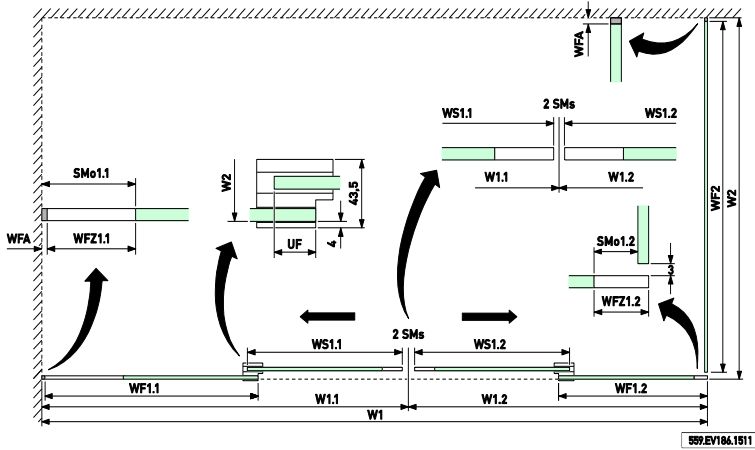 WFA
2 SMs
WS1.1
WS1.2
SMo1.1
W2
43,5
W1.1
W1.2
WF2
W2
WFA
WFZ1.1
UF
4
SMo1.2
3
WFZ1.2
2 SMs
WS1.1
WS1.2
WF1.1
WF1.2
W1.1
W1.2
W1
559.EV186.1511